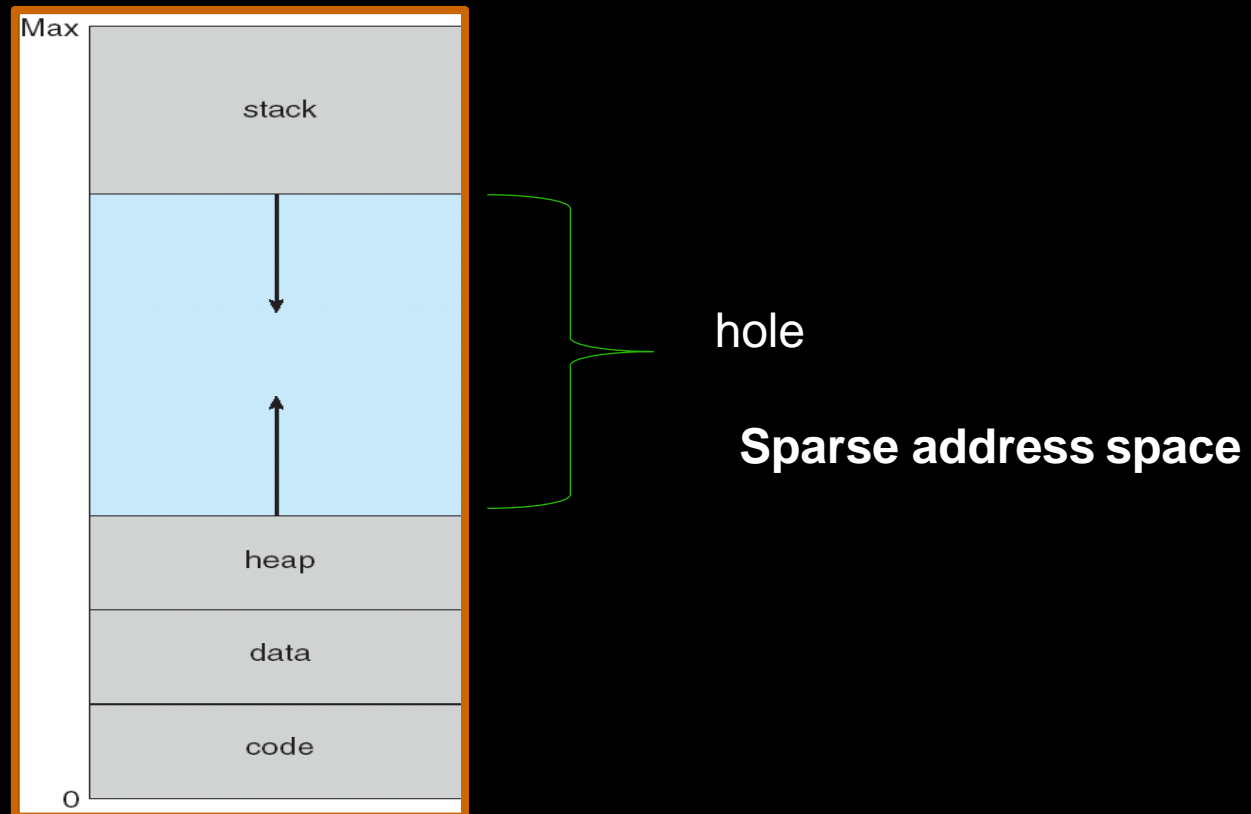 Max
stack
hole
Sparse address space
heap
data
code
0